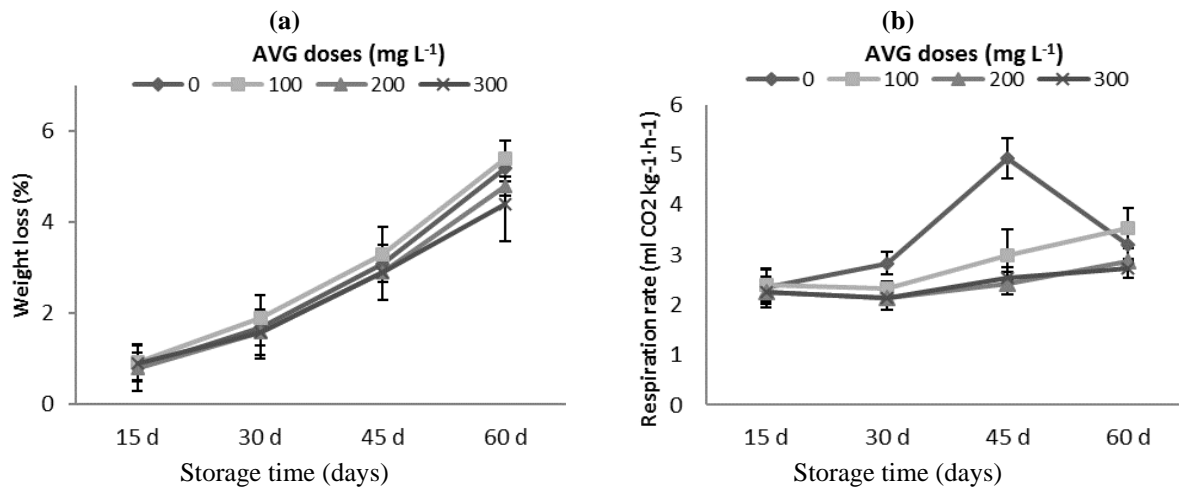 (a)
AVG doses (mg L-1)
0 100 200 300
Weight loss (%)
6
4
2
0
15 d 30 d 45 d 60 d
Storage time (days)
(b)
AVG doses (mg L-1)
0 100 200 300
Respiration rate (ml CO2 kg-1·h-1)
6
5
4
3
2
1
0
15 d 30 d 45 d 60 d
Storage time (days)